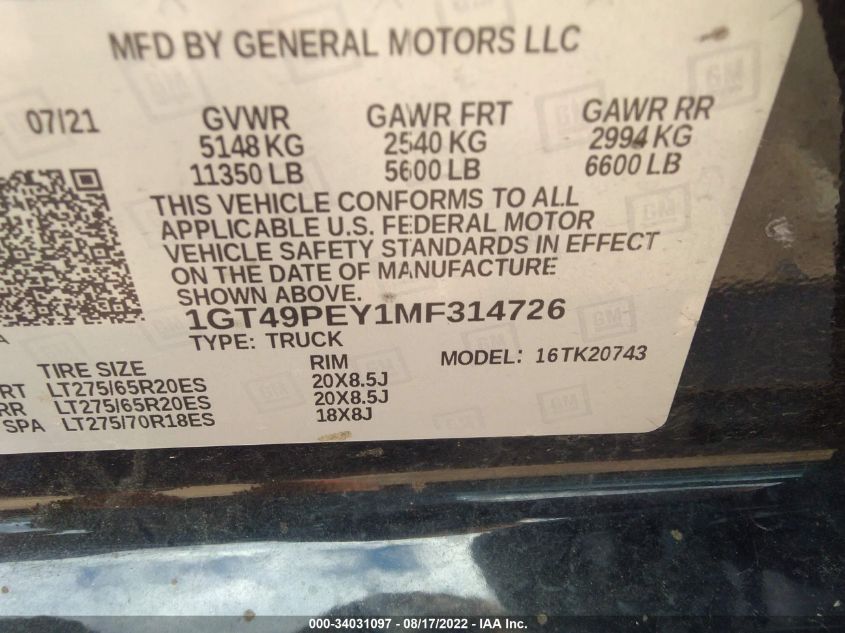 MFD BY GENERAL MOTORS LLC
07/21 GVWR GAWR FRT GAWR RR
5148 KG 2540 KG 2994 KG
11350 LB 5600 LB 6600 LB
THIS VEHICLE CONFORMS TO ALL
APPLICABLE U.S. FEDERAL MOTOR
VEHICLE SAFETY STANDARDS IN EFFECT
ON THE DATE OF MANUFACTURE
SHOWN ABOVE.
1GT49PEY1MF314726
TYPE: TRUCK MODEL: 16TK20743
TIRE SIZE RIM
RT LT275/65R20ES 20X8.5J
RR LT275/65R20ES 20X8.5J
SPA LT275/70R18ES 18X8J
000-34031097 - 08/17/2022 - IAA Inc.